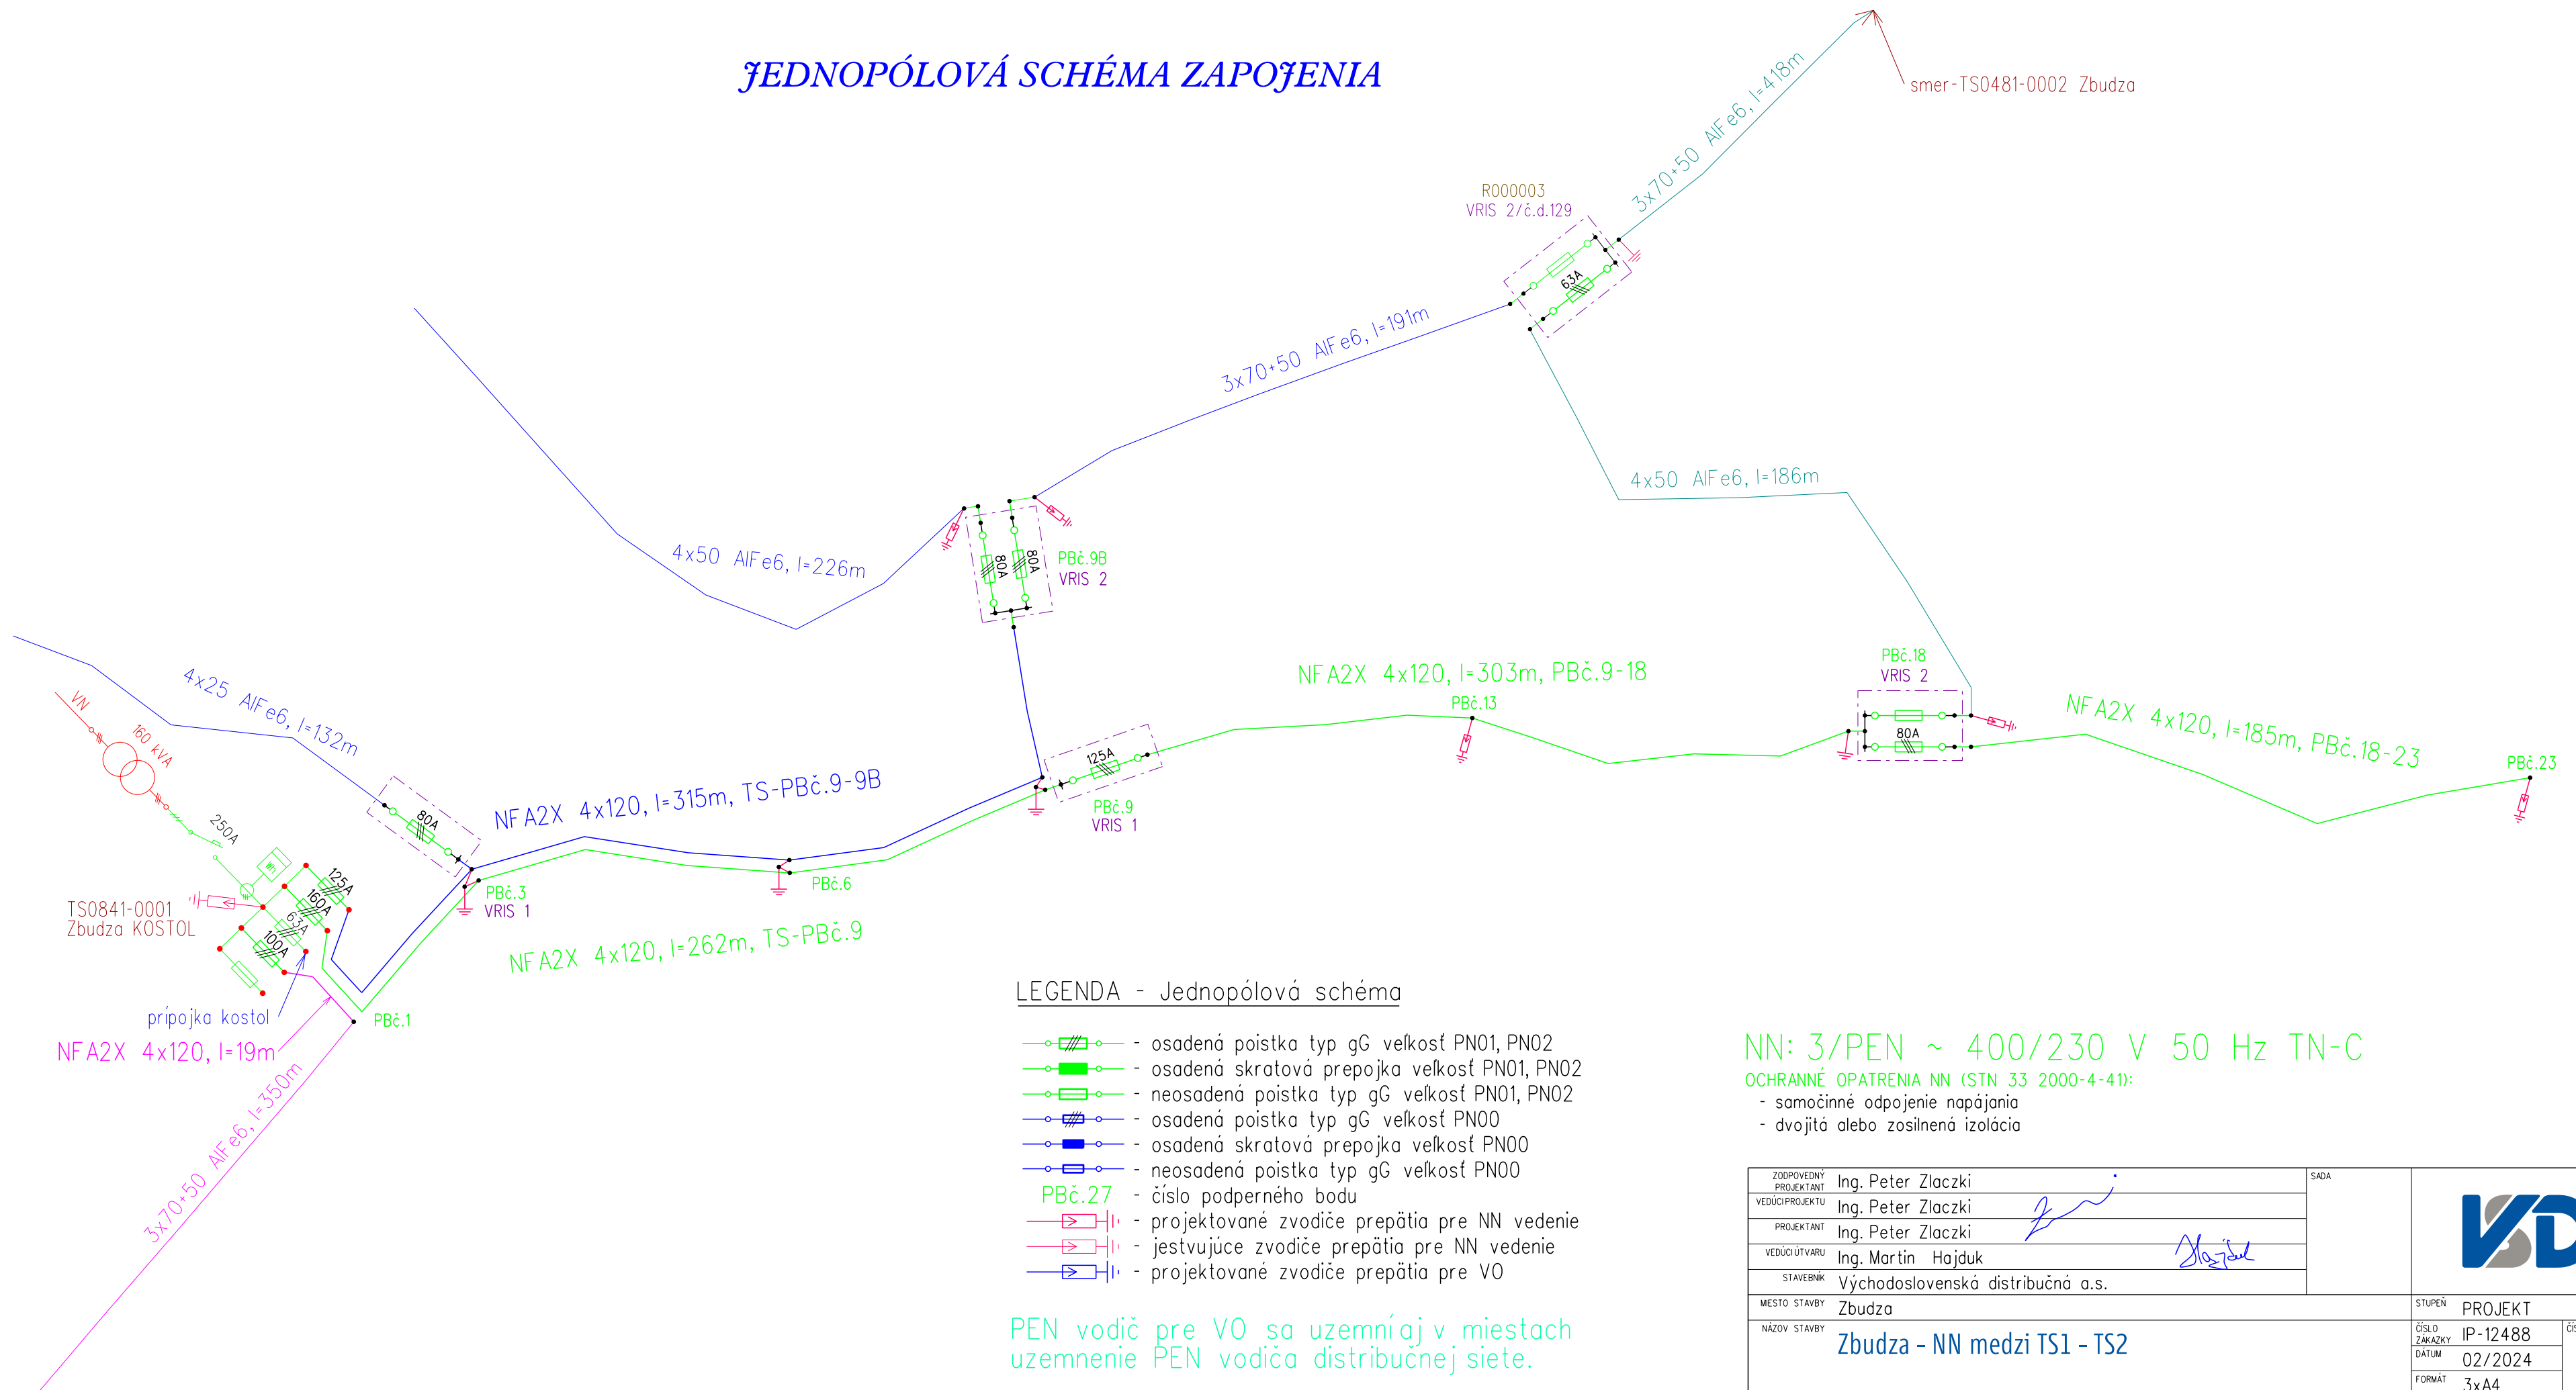 JEDNOPÓLOVÁ SCHÉMA ZAPOJENIA
smer-TS0481-0002 Zbudza
3x70+50 AlFe6, l=418m
R000003
VRIS 2/č.d.129
63A
3x70+50 AlFe6, l=191m
4x50 AlFe6, l=186m
4x50 AlFe6, l=226m
80A
80A
PBč.9B
VRIS 2
4x25 AlFe6, l=132m
VN
160 kVA
250A
80A
NFA2X 4x120, l=315m, TS-PBč.9-9B
125A
PBč.9
VRIS 1
NFA2X 4x120, l=303m, PBč.9-18
PBč.13
PBč.18
VRIS 2
80A
NFA2X 4x120, l=185m, PBč.18-23
PBč.23
PBč.6
PBč.3
VRIS 1
NFA2X 4x120, l=262m, TS-PBč.9
TS0841-0001
Zbudza KOSTOL
125A
160A
63A
100A
prípojka kostol
PBč.1
NFA2X 4x120, l=19m
3x70+50 AlFe6, l=350m
LEGENDA - Jednopólová schéma
- osadená poistka typ gG veľkosť PN01, PN02
- osadená skratová prepojka veľkosť PN01, PN02
- neosadená poistka typ gG veľkosť PN01, PN02
- osadená poistka typ gG veľkosť PN00
- osadená skratová prepojka veľkosť PN00
- neosadená poistka typ gG veľkosť PN00
PBč.27 - číslo podperného bodu
- projektované zvodiče prepätia pre NN vedenie
- jestvujúce zvodiče prepätia pre NN vedenie
- projektované zvodiče prepätia pre VO
PEN vodič pre VO sa uzemní aj v miestach
uzemnenie PEN vodiča distribučnej siete.
NN: 3/PEN ~ 400/230 V 50 Hz TN-C
OCHRANNÉ OPATRENIA NN (STN 33 2000-4-41):
- samočinné odpojenie napájania
- dvojitá alebo zosilnená izolácia
ZODPOVEDNÝ PROJEKTANT Ing. Peter Zlaczki
VEDÚCI PROJEKTU Ing. Peter Zlaczki
PROJEKTANT Ing. Peter Zlaczki
VEDÚCI ÚTVARU Ing. Martin Hajduk
STAVEBNÍK Východoslovenská distribučná a.s.
SADA
VSD
MIESTO STAVBY Zbudza
STUPEŇ PROJEKT
NÁZOV STAVBY Zbudza - NN medzi TS1 - TS2
ČÍSLO ZÁKAZKY IP-12488
DÁTUM 02/2024
FORMÁT 3xA4